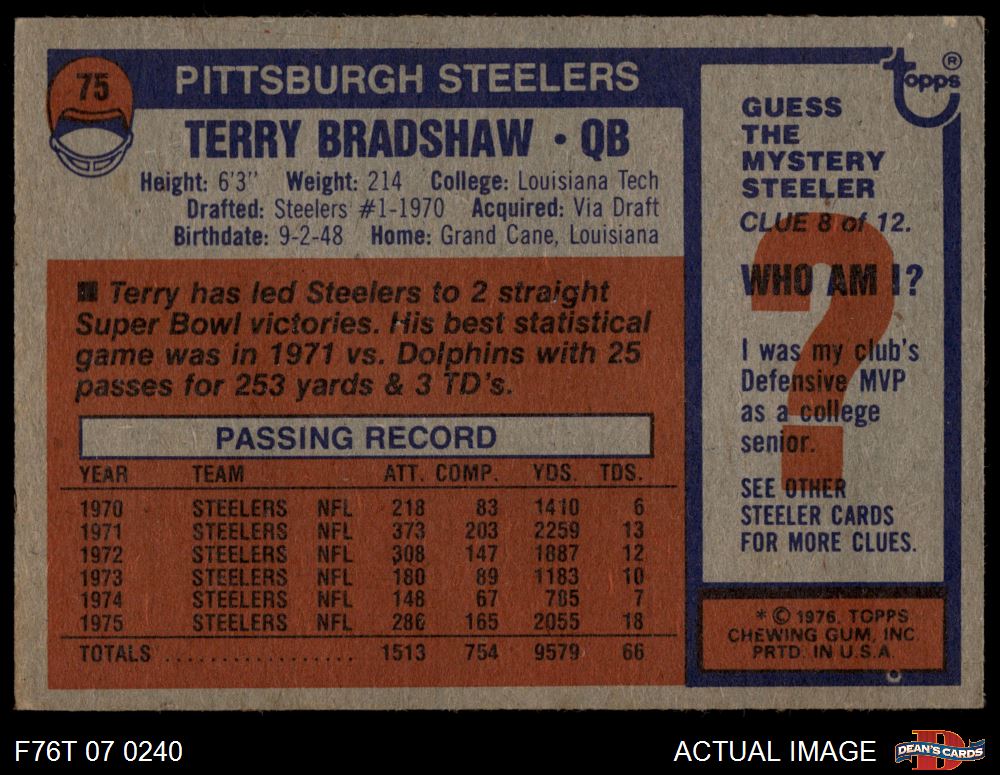 75
PITTSBURGH STEELERS
TERRY BRADSHAW • QB
Height: 6'3" Weight: 214 College: Louisiana Tech
Drafted: Steelers #1-1970 Acquired: Via Draft
Birthdate: 9-2-48 Home: Grand Cane, Louisiana
■ Terry has led Steelers to 2 straight
Super Bowl victories. His best statistical
game was in 1971 vs. Dolphins with 25
passes for 253 yards & 3 TD's.
PASSING RECORD
YEAR TEAM ATT. COMP. YDS. TDS.
1970 STEELERS NFL 218 83 1410 6
1971 STEELERS NFL 373 203 2259 13
1972 STEELERS NFL 308 147 1887 12
1973 STEELERS NFL 180 89 1183 10
1974 STEELERS NFL 148 67 785 7
1975 STEELERS NFL 286 165 2055 18
TOTALS .................. 1513 754 9579 66
topps ®
GUESS
THE
MYSTERY
STEELER
CLUE 8 of 12.
?
WHO AM I?
I was my club's
Defensive MVP
as a college
senior.
SEE OTHER
STEELER CARDS
FOR MORE CLUES.
* © 1976, TOPPS
CHEWING GUM, INC.
PRTD. IN U.S.A.
F76T 07 0240
ACTUAL IMAGE
D
DEAN'S CARDS